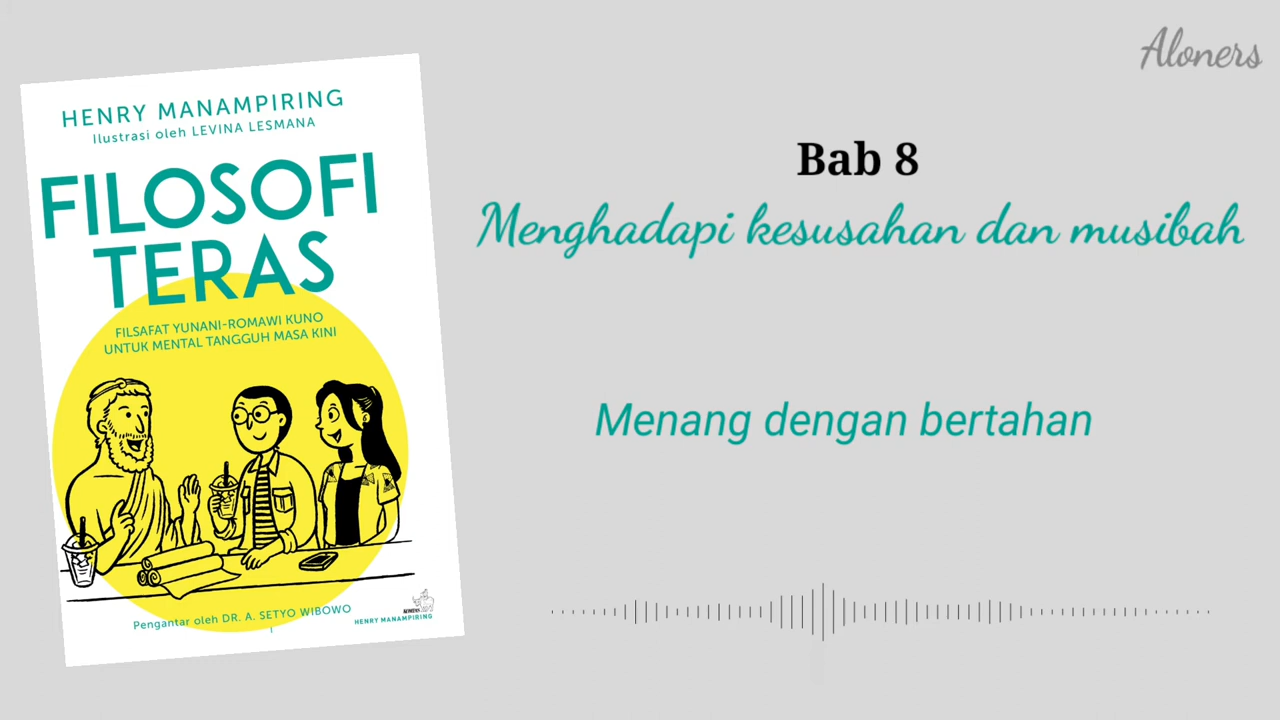 HENRY MANAMPIRING
Ilustrasi oleh LEVINA LESMANA
FILOSOFI
TERAS
FILSAFAT YUNANI-ROMAWI KUNO
UNTUK MENTAL TANGGUH MASA KINI
Pengantar oleh DR. A. SETYO WIBOWO
HENRY MANAMPIRING
Aloners
Bab 8
Menghadapi kesusahan dan musibah
Menang dengan bertahan